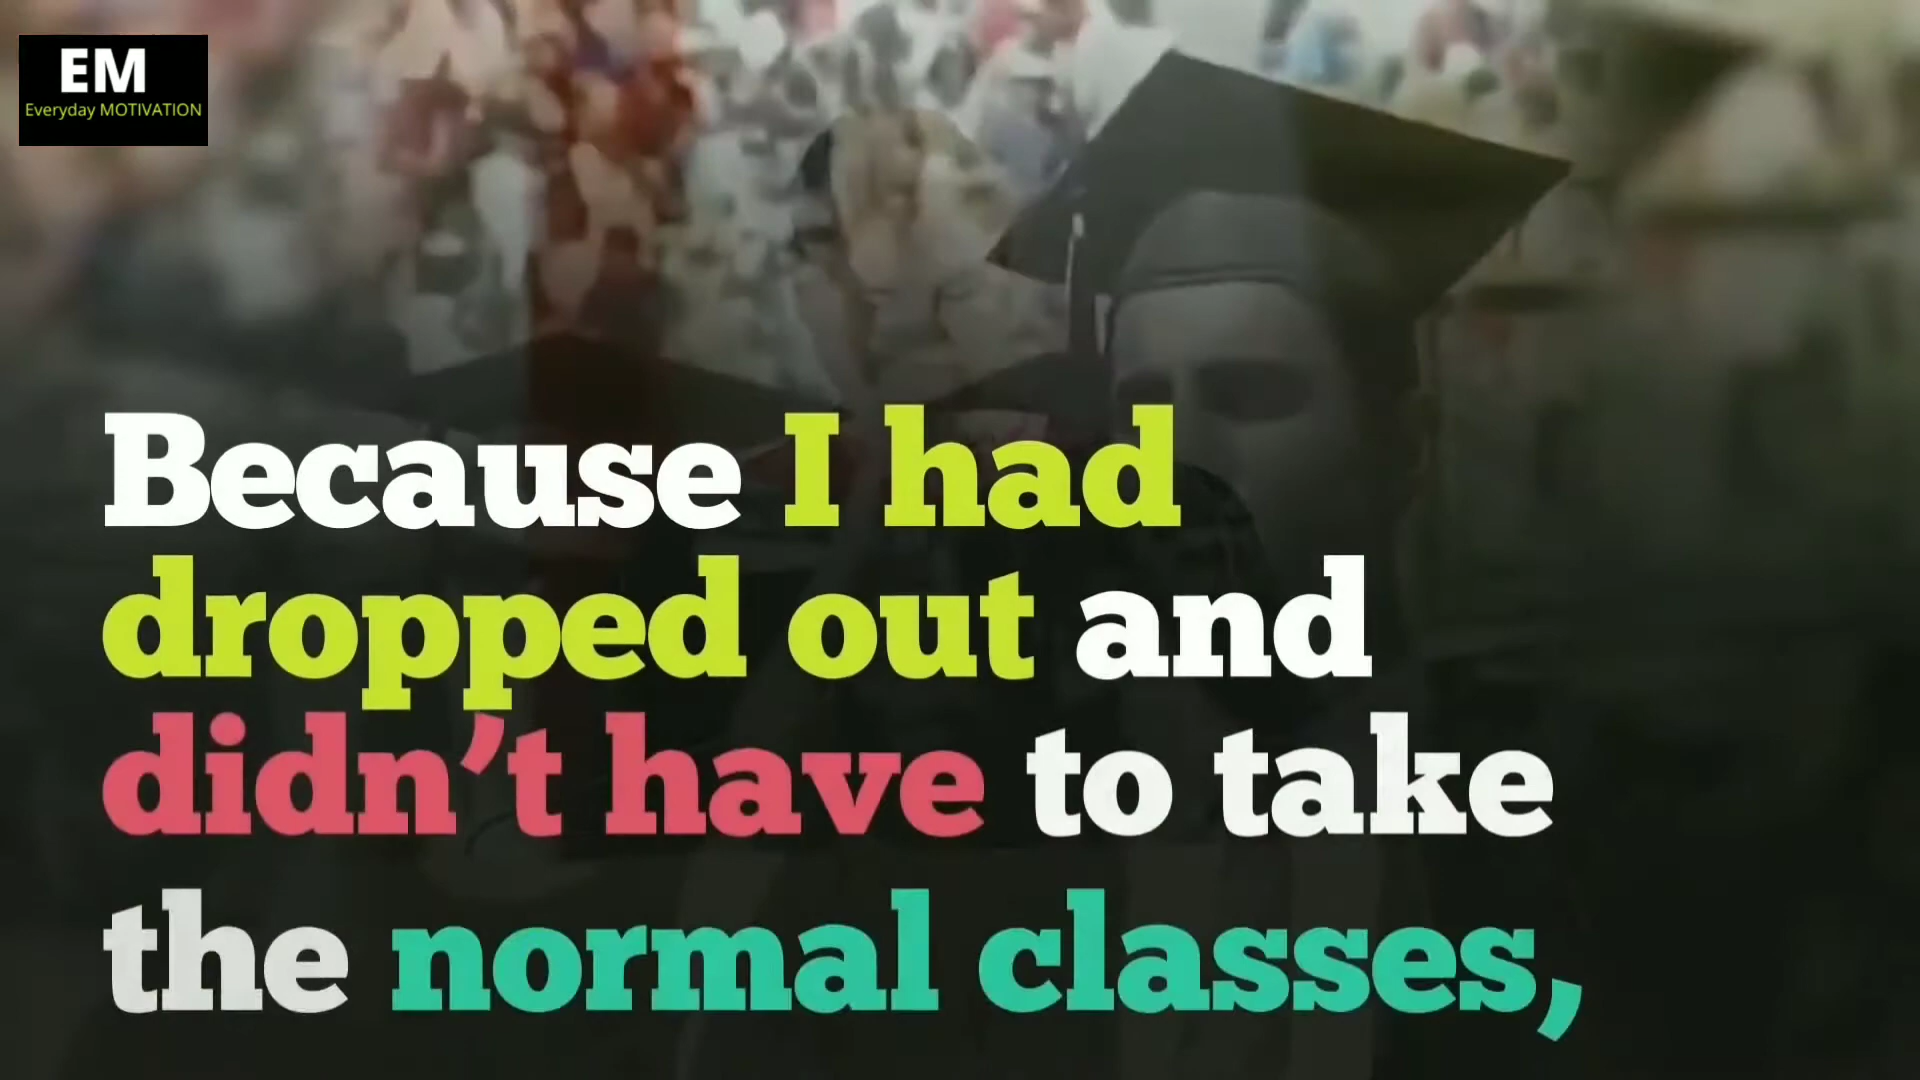 EM
Everyday MOTIVATION
Because I had
dropped out and
didn’t have to take
the normal classes,